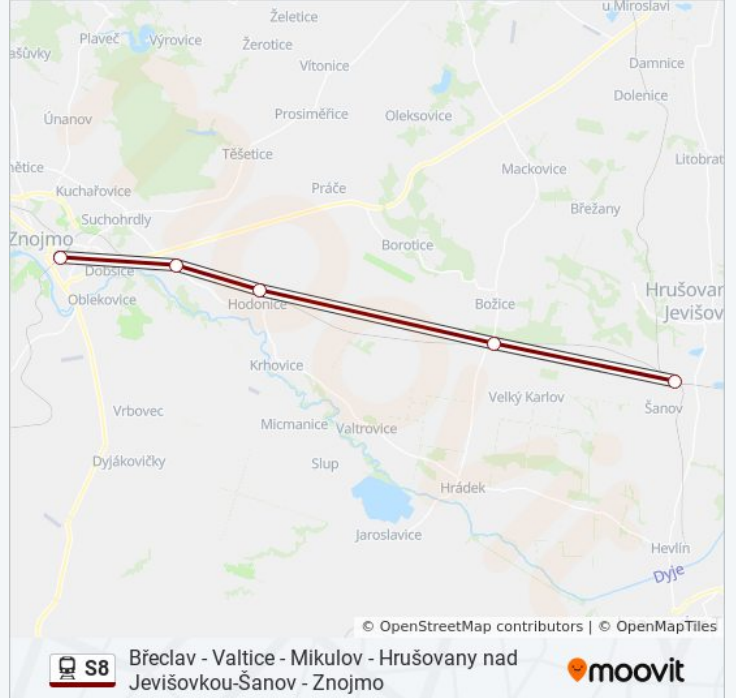 u Miroslavi
Želetice
Plaveč
Výrovice
Žerotice
ašůvky
Vítonice
Damnice
Dolenice
Únanov
Prosiměřice
Oleksovice
Těšetice
Litobrat
Mackovice
nětice
Kuchařovice
Práče
Břežany
Suchohrdly
Znojmo
Borotice
Dobšice
Oblekovice
Hodonice
Božice
Hrušovan
Jevišov
Krhovice
Velký Karlov
Šanov
Vrbovec
Micmanice
Valtrovice
Dyjákovičky
Slup
Hrádek
Jaroslavice
Hevlín
Dyje
© OpenStreetMap contributors | © OpenMapTiles
S8
Břeclav - Valtice - Mikulov - Hrušovany nad
Jevišovkou-Šanov - Znojmo
moovit